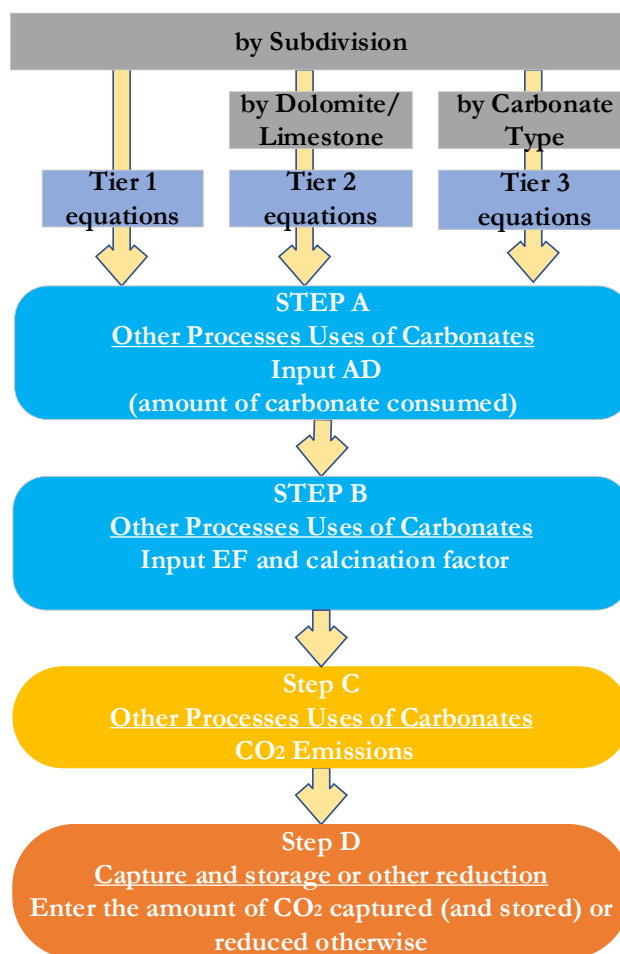 by Subdivision
by Dolomite/
Limestone
by Carbonate
Type
Tier 1
equations
Tier 2
equations
Tier 3
equations
STEP A
Other Processes Uses of Carbonates
Input AD
(amount of carbonate consumed)
STEP B
Other Processes Uses of Carbonates
Input EF and calcination factor
Step C
Other Processes Uses of Carbonates
CO2 Emissions
Step D
Capture and storage or other reduction
Enter the amount of CO2 captured (and stored) or
reduced otherwise